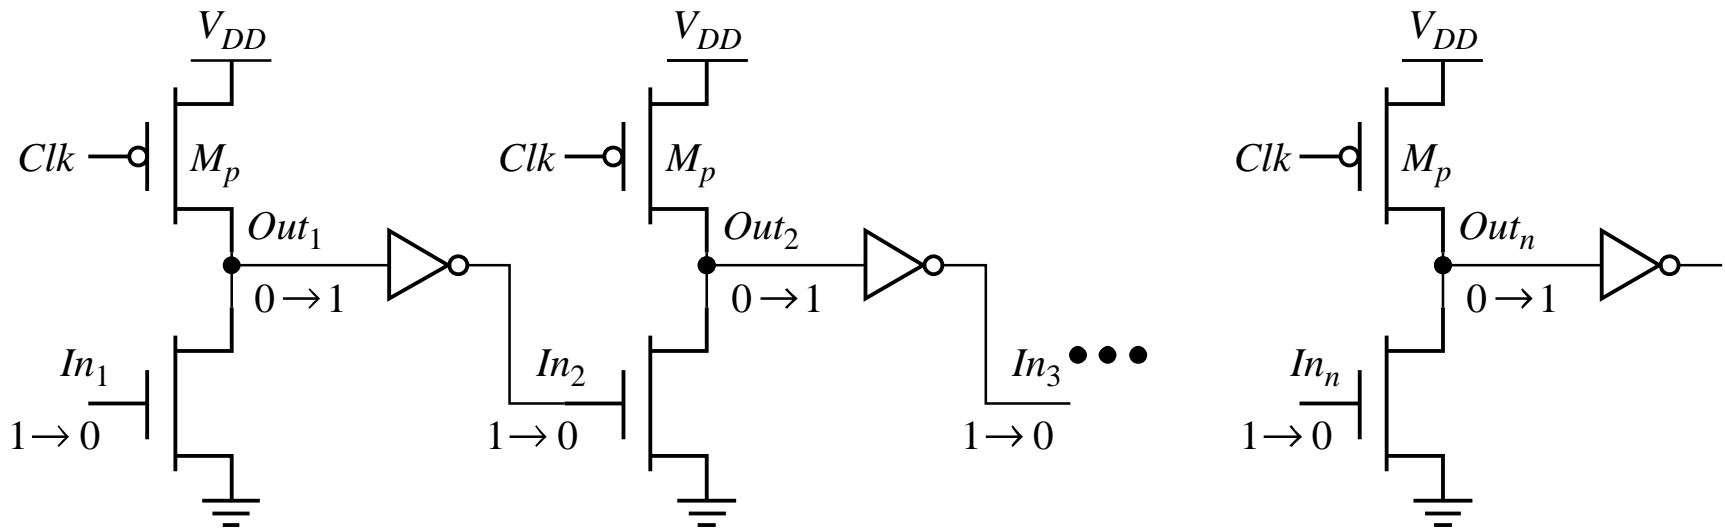 V_DD V_DD V_DD
Clk M_p Clk M_p Clk M_p
Out_1 Out_2 Out_n
0→1 0→1 0→1
In_1 In_2 In_3 ••• In_n
1→0 1→0 1→0 1→0